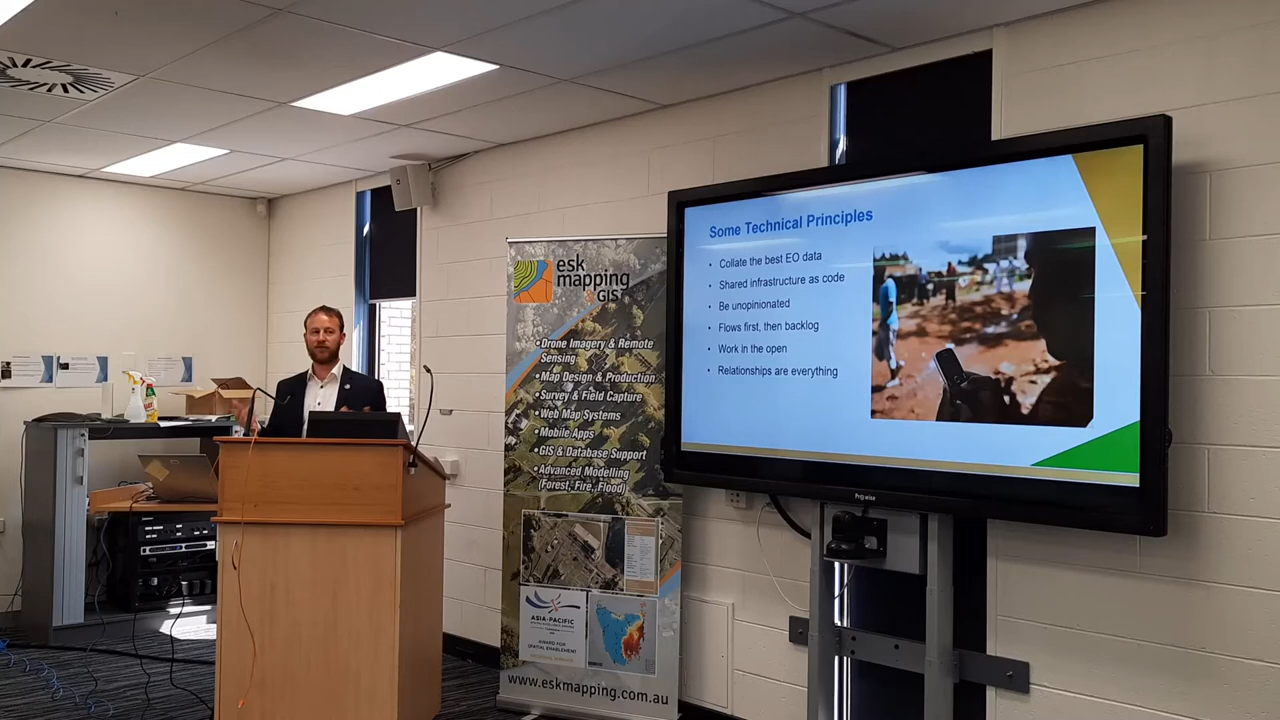 esk
mapping
& GIS
• Drone Imagery & Remote
Sensing
• Map Design & Production
• Survey & Field Capture
• Web Map Systems
• Mobile Apps
• GIS & Database Support
• Advanced Modelling
(Forest, Fire, Flood)
ASIA-PACIFIC
AWARD FOR
SPATIAL ENABLEMENT
www.eskmapping.com.au
Some Technical Principles
• Collate the best EO data
• Shared infrastructure as code
• Be unopinionated
• Flows first, then backlog
• Work in the open
• Relationships are everything